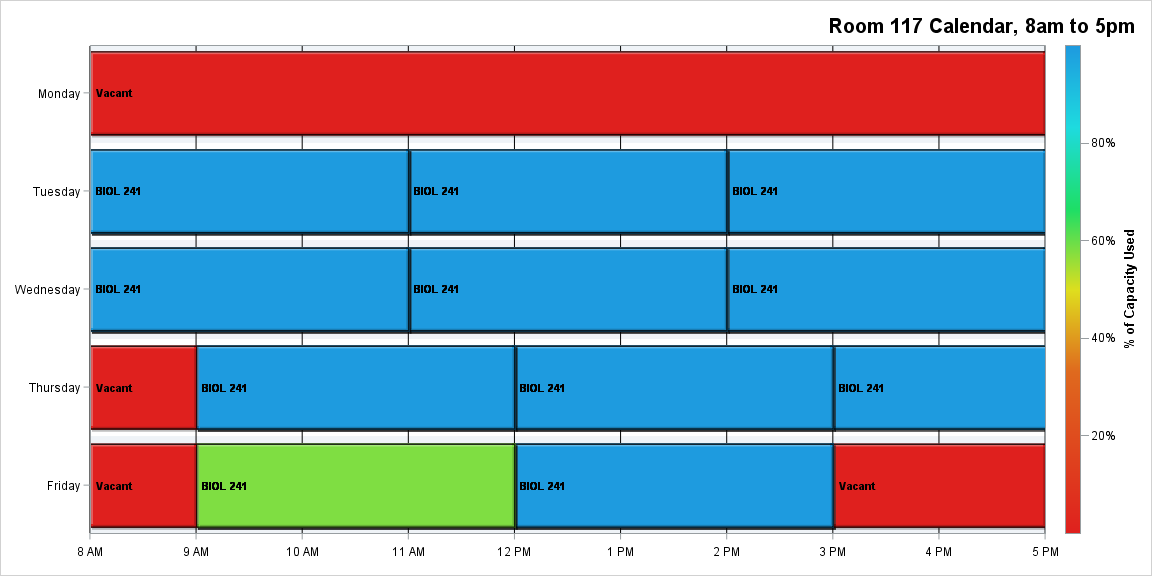 Room 117 Calendar, 8am to 5pm
Monday
Vacant
Tuesday
BIOL 241
BIOL 241
BIOL 241
Wednesday
BIOL 241
BIOL 241
BIOL 241
Thursday
Vacant
BIOL 241
BIOL 241
BIOL 241
Friday
Vacant
BIOL 241
BIOL 241
Vacant
8 AM
9 AM
10 AM
11 AM
12 PM
1 PM
2 PM
3 PM
4 PM
5 PM
80%
60%
40%
20%
% of Capacity Used